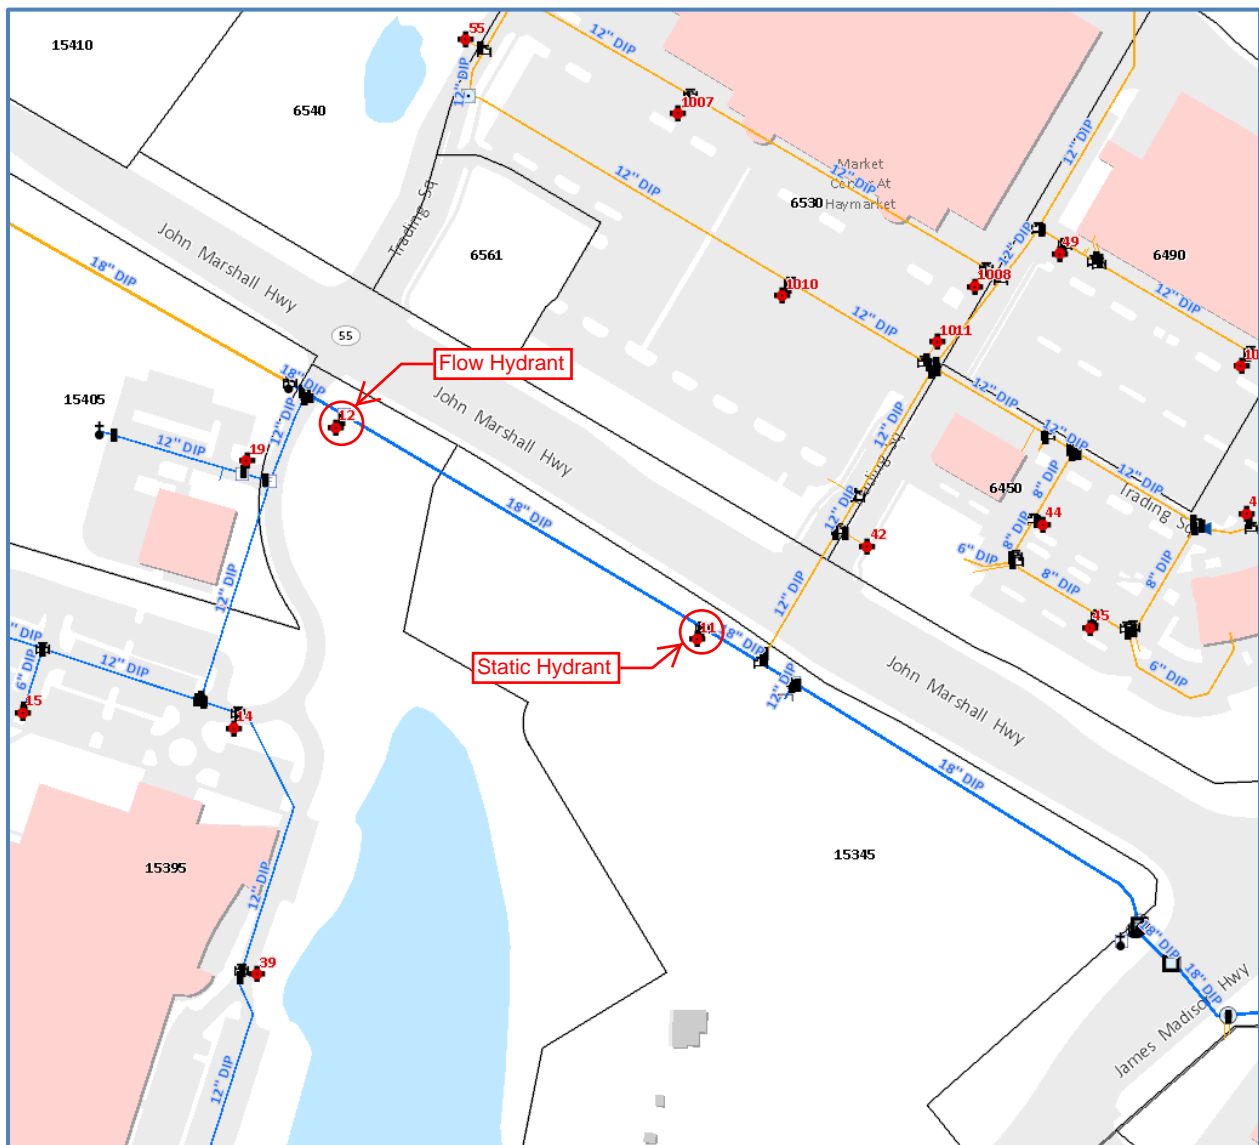 15410
55
6540
12" DIP
12" DIP
1007
12" DIP
12" DIP
12" DIP
Market
Center At
Haymarket
6530
Trading Sq
John Marshall Hwy
6561
18" DIP
12" DIP
49
6490
1008
1010
12" DIP
12" DIP
1011
55
Flow Hydrant
18" DIP
15405
12
12" DIP
John Marshall Hwy
12" DIP
12" DIP
19
12" DIP
12" DIP
6450
8" DIP
Trading Sq
18" DIP
44
8" DIP
42
12" DIP
6" DIP
8" DIP
8" DIP
12" DIP
12" DIP
45
11
18" DIP
Static Hydrant
12" DIP
6" DIP
12" DIP
6" DIP
15
14
John Marshall Hwy
18" DIP
15395
12" DIP
15345
39
18" DIP
18" DIP
James Madison Hwy
12" DIP